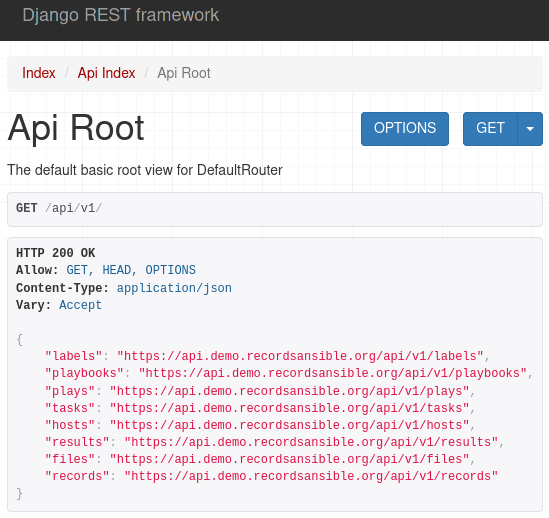 Django REST framework
Index / Api Index / Api Root
Api Root
OPTIONS
GET
The default basic root view for DefaultRouter
GET /api/v1/
HTTP 200 OK
Allow: GET, HEAD, OPTIONS
Content-Type: application/json
Vary: Accept
{
    "labels": "https://api.demo.recordsansible.org/api/v1/labels",
    "playbooks": "https://api.demo.recordsansible.org/api/v1/playbooks",
    "plays": "https://api.demo.recordsansible.org/api/v1/plays",
    "tasks": "https://api.demo.recordsansible.org/api/v1/tasks",
    "hosts": "https://api.demo.recordsansible.org/api/v1/hosts",
    "results": "https://api.demo.recordsansible.org/api/v1/results",
    "files": "https://api.demo.recordsansible.org/api/v1/files",
    "records": "https://api.demo.recordsansible.org/api/v1/records"
}